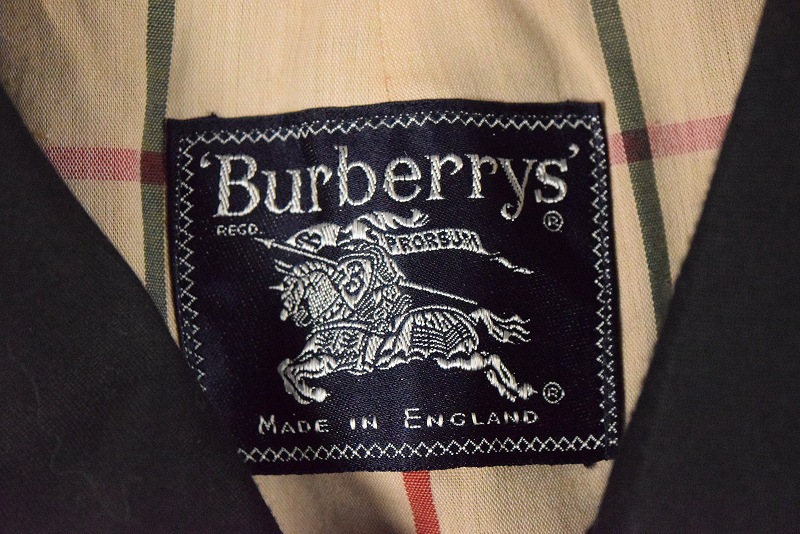 'Burberrys'
REGD. ®
PRORSUM
®
MADE IN ENGLAND